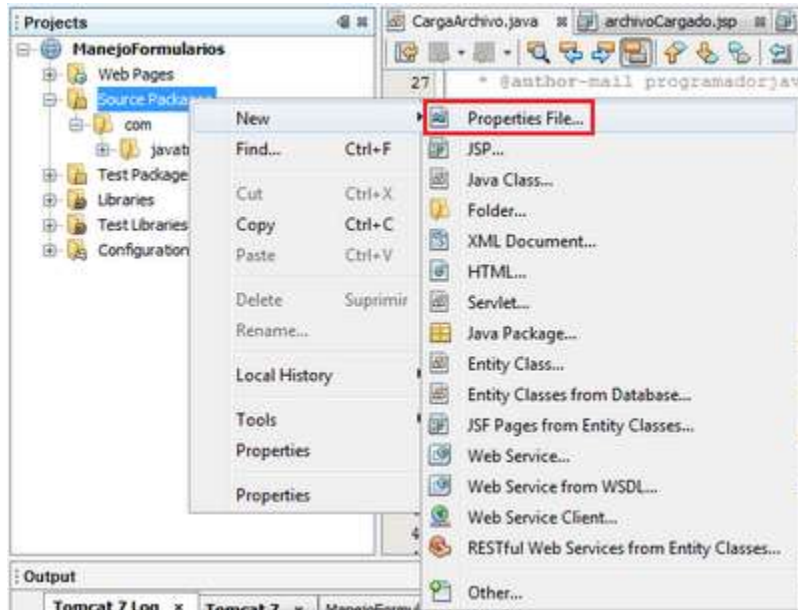 Projects
ManejoFormularios
Web Pages
Source Packages
com
Test Package
Libraries
Test Libraries
Configuration
CargaArchivo.java
archivoCargado.jsp
27
* @author-mail programadorjav
New
Find... Ctrl+F
Cut Ctrl+X
Copy Ctrl+C
Paste Ctrl+V
Delete Suprimir
Rename...
Local History
Tools
Properties
Properties
Properties File...
JSP...
Java Class...
Folder...
XML Document...
HTML...
Servlet...
Java Package...
Entity Class...
Entity Classes from Database...
JSF Pages from Entity Classes...
Web Service...
Web Service from WSDL...
Web Service Client...
RESTful Web Services from Entity Classes...
Other...
Output
Tomcat 7 Log
Tomcat 7